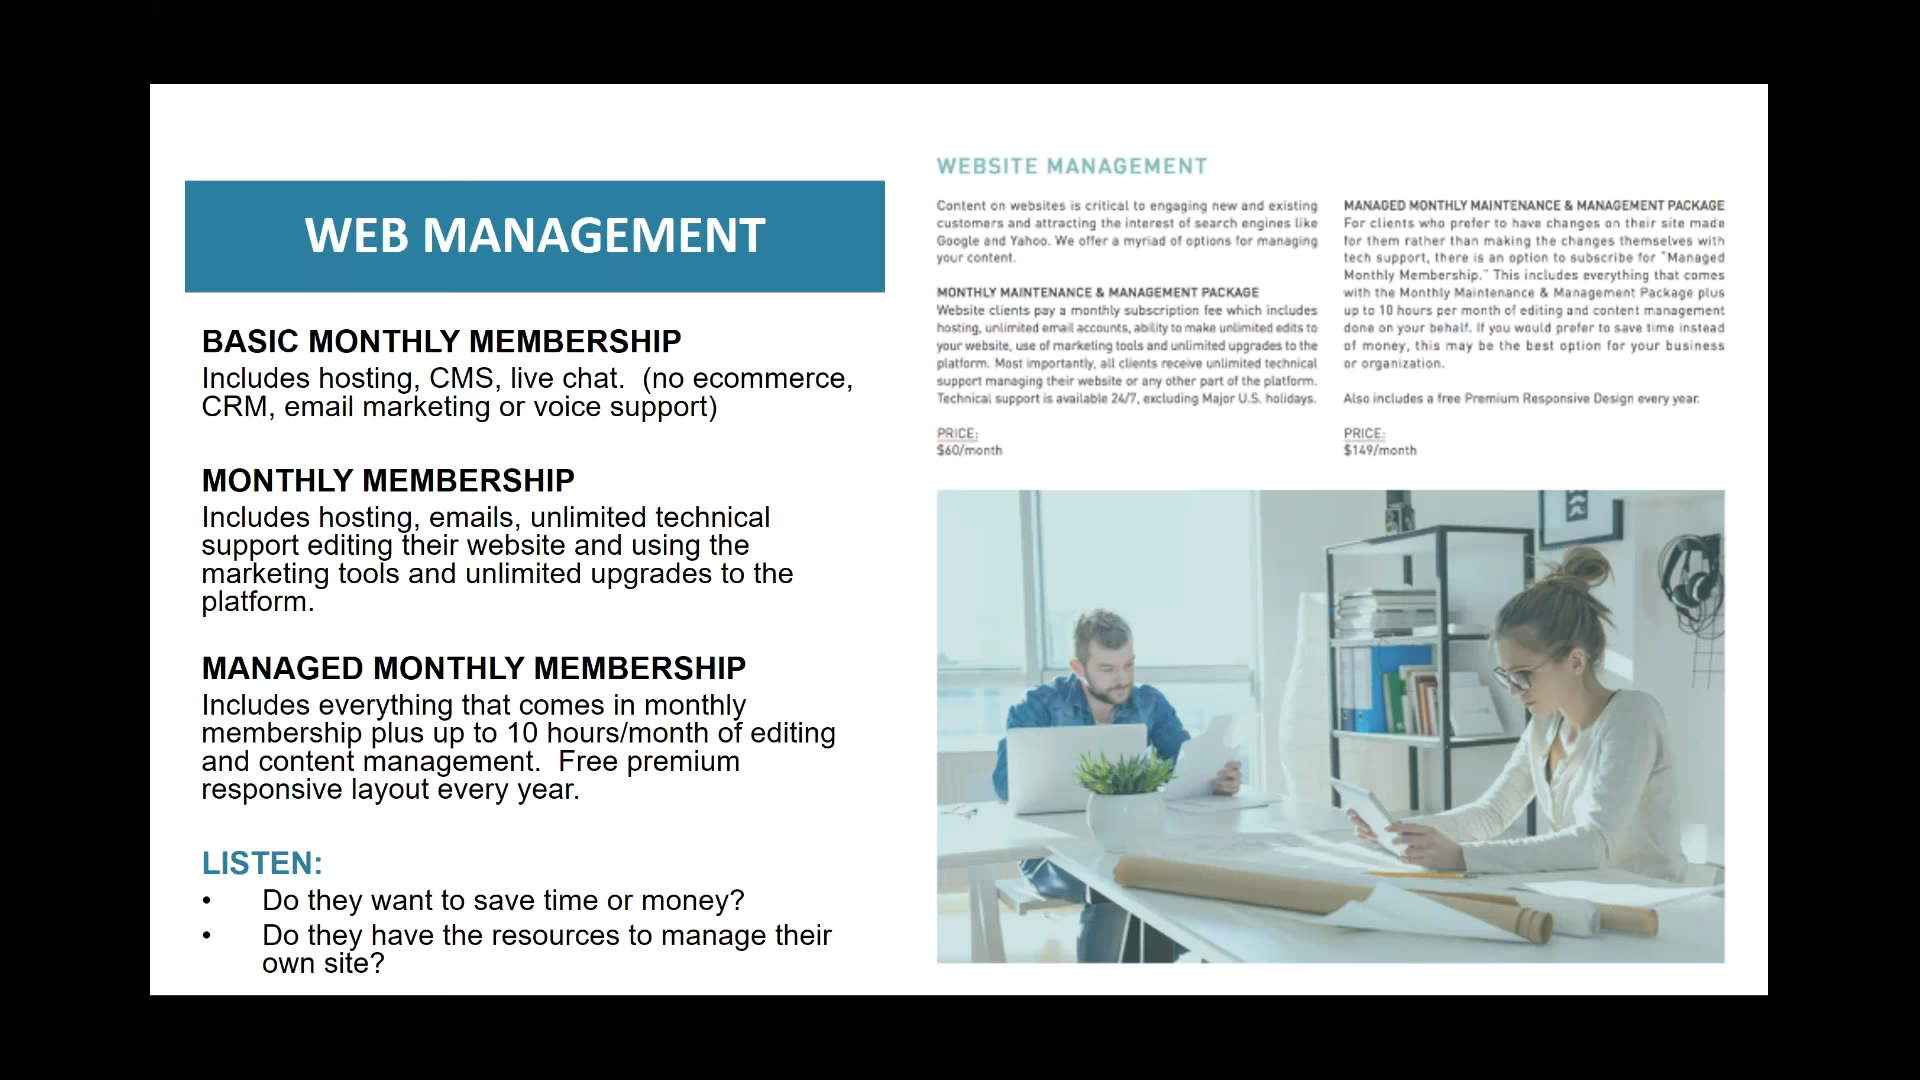 WEB MANAGEMENT
BASIC MONTHLY MEMBERSHIP
Includes hosting, CMS, live chat.  (no ecommerce,
CRM, email marketing or voice support)
MONTHLY MEMBERSHIP
Includes hosting, emails, unlimited technical
support editing their website and using the
marketing tools and unlimited upgrades to the
platform.
MANAGED MONTHLY MEMBERSHIP
Includes everything that comes in monthly
membership plus up to 10 hours/month of editing
and content management.  Free premium
responsive layout every year.
LISTEN:
• Do they want to save time or money?
• Do they have the resources to manage their
own site?
WEBSITE MANAGEMENT
Content on websites is critical to engaging new and existing
customers and attracting the interest of search engines like
Google and Yahoo. We offer a myriad of options for managing
your content.
MONTHLY MAINTENANCE & MANAGEMENT PACKAGE
Website clients pay a monthly subscription fee which includes
hosting, unlimited email accounts, ability to make unlimited edits to
your website, use of marketing tools and unlimited upgrades to the
platform. Most importantly, all clients receive unlimited technical
support managing their website or any other part of the platform.
Technical support is available 24/7, excluding Major U.S. holidays.
PRICE:
$60/month
MANAGED MONTHLY MAINTENANCE & MANAGEMENT PACKAGE
For clients who prefer to have changes on their site made
for them rather than making the changes themselves with
tech support, there is an option to subscribe for "Managed
Monthly Membership." This includes everything that comes
with the Monthly Maintenance & Management Package plus
up to 10 hours per month of editing and content management
done on your behalf. If you would prefer to save time instead
of money, this may be the best option for your business
or organization.
Also includes a free Premium Responsive Design every year.
PRICE:
$149/month